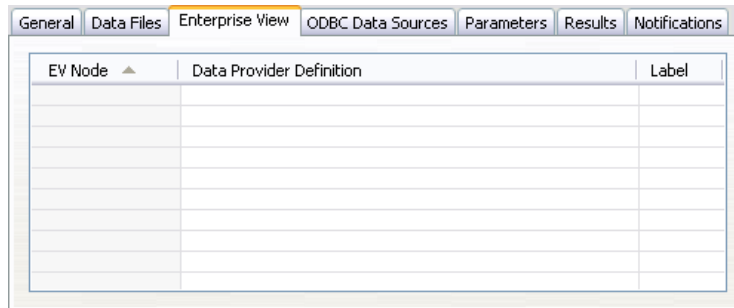 General Data Files Enterprise View ODBC Data Sources Parameters Results Notifications
EV Node Data Provider Definition Label